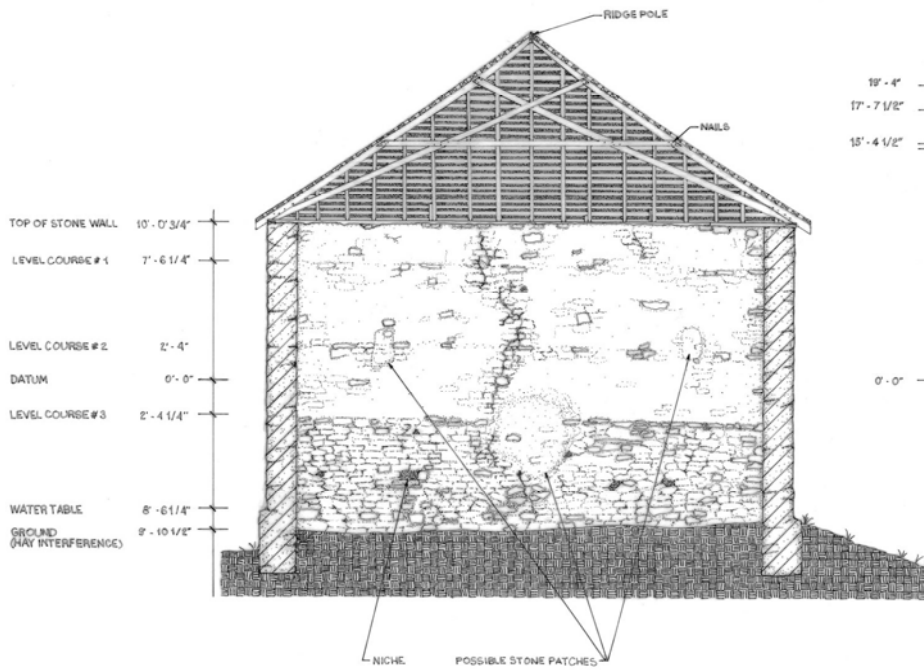 RIDGE POLE
19' - 4"
17' - 7 1/2"
NAILS
13' - 4 1/2"
TOP OF STONE WALL 10' - 0 3/4"
LEVEL COURSE # 1 7' - 6 1/4"
LEVEL COURSE # 2 2' - 4"
DATUM 0' - 0"
0' - 0"
LEVEL COURSE # 3 2' - 4 1/4"
WATER TABLE 8' - 6 1/4"
GROUND 9' - 10 1/2"
(HAY INTERFERENCE)
NICHE
POSSIBLE STONE PATCHES